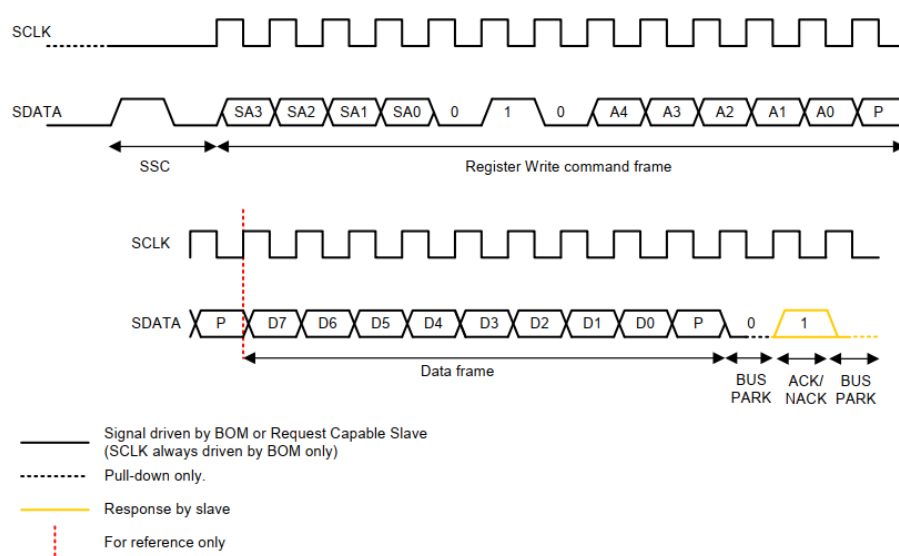 SCLK
SDATA SA3 SA2 SA1 SA0 0 1 0 A4 A3 A2 A1 A0 P
SSC Register Write command frame
SCLK
SDATA P D7 D6 D5 D4 D3 D2 D1 D0 P 0 1
Data frame
BUS PARK
ACK/ NACK
BUS PARK
Signal driven by BOM or Request Capable Slave
(SCLK always driven by BOM only)
Pull-down only.
Response by slave
For reference only